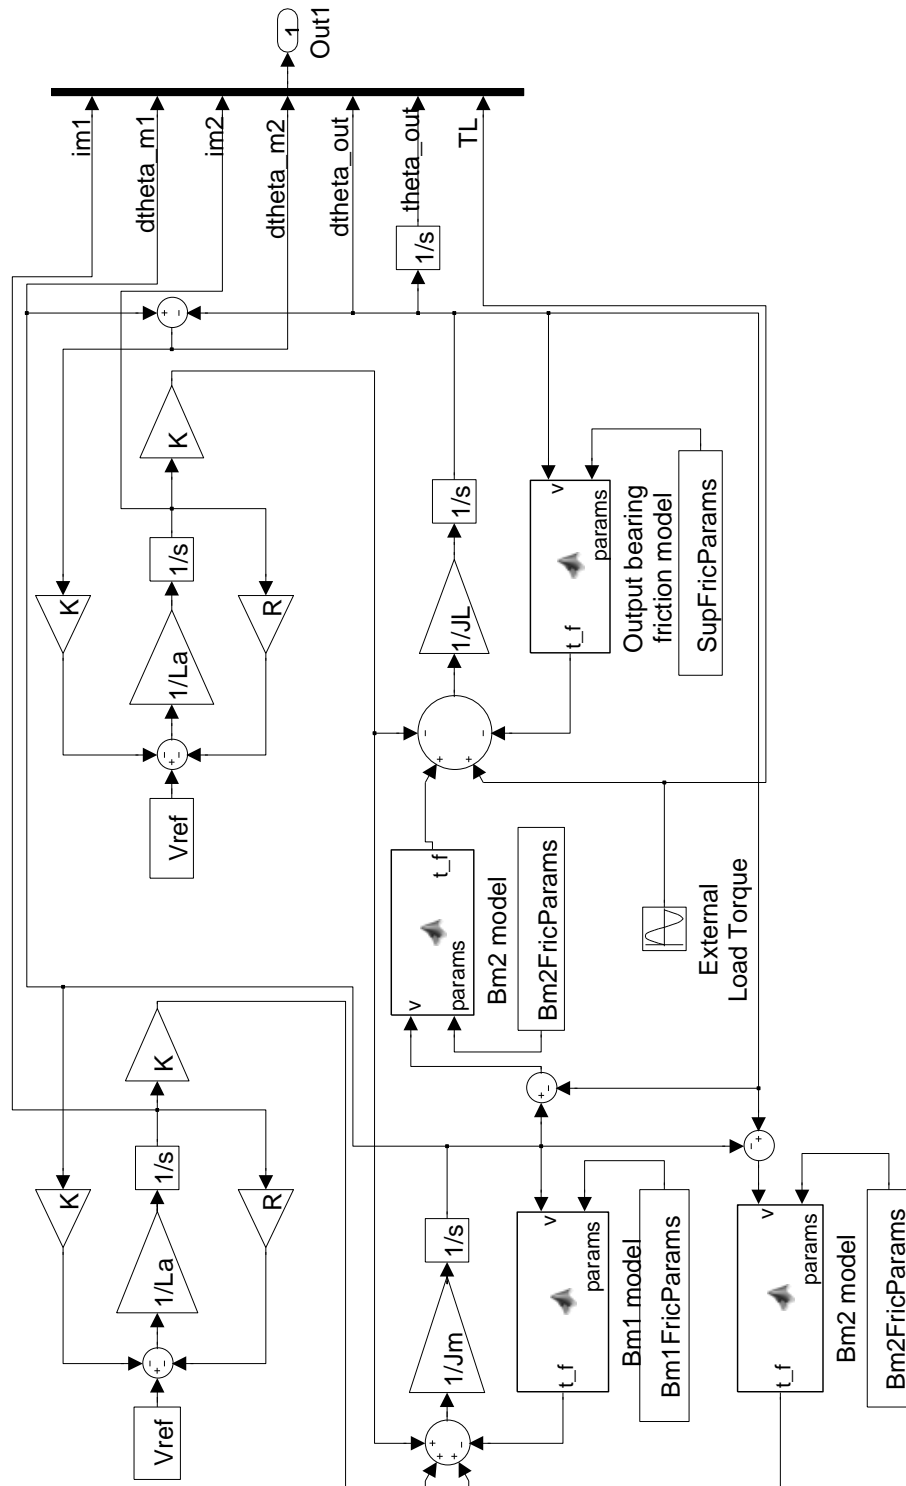 1
Out1
im1
dtheta_m1
im2
dtheta_m2
dtheta_out
theta_out
TL
1/s
+
-
K
K
1/La
1/s
R
-
+
-
Vref
1/JL
1/s
-
+
+
-
v
params
t_f
Output bearing
friction model
SupFricParams
v
params
t_f
Bm2 model
Bm2FricParams
External
Load Torque
K
K
1/La
1/s
R
-
+
-
Vref
+
-
-
+
1/Jm
1/s
+
+
+
-
v
params
t_f
Bm1 model
Bm1FricParams
v
params
t_f
Bm2 model
Bm2FricParams